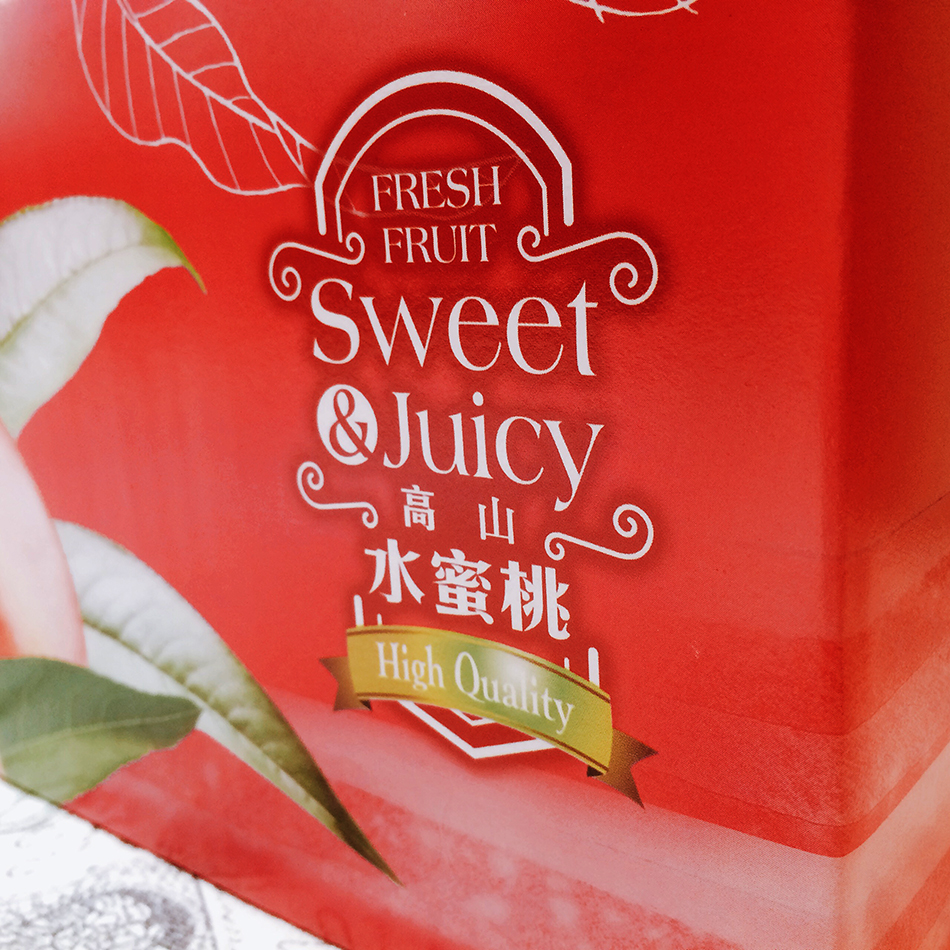 FRESH
FRUIT
Sweet
&Juicy
高山
水蜜桃
High Quality